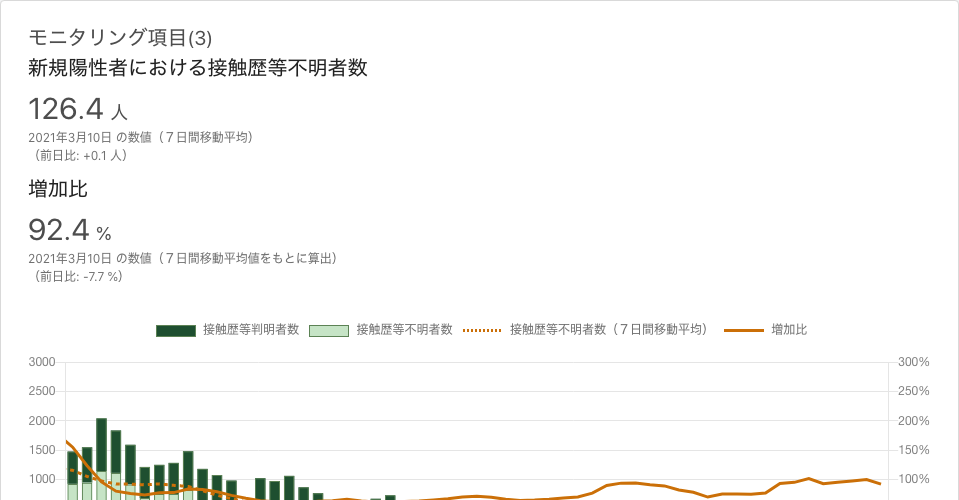 モニタリング項目(3)
新規陽性者における接触歴等不明者数
126.4 人
2021年3月10日 の数値（７日間移動平均）
（前日比: +0.1 人）
増加比
92.4 %
2021年3月10日 の数値（７日間移動平均値をもとに算出）
（前日比: -7.7 %）
接触歴等判明者数 接触歴等不明者数 接触歴等不明者数（７日間移動平均） 増加比
3000 300%
2500 250%
2000 200%
1500 150%
1000 100%